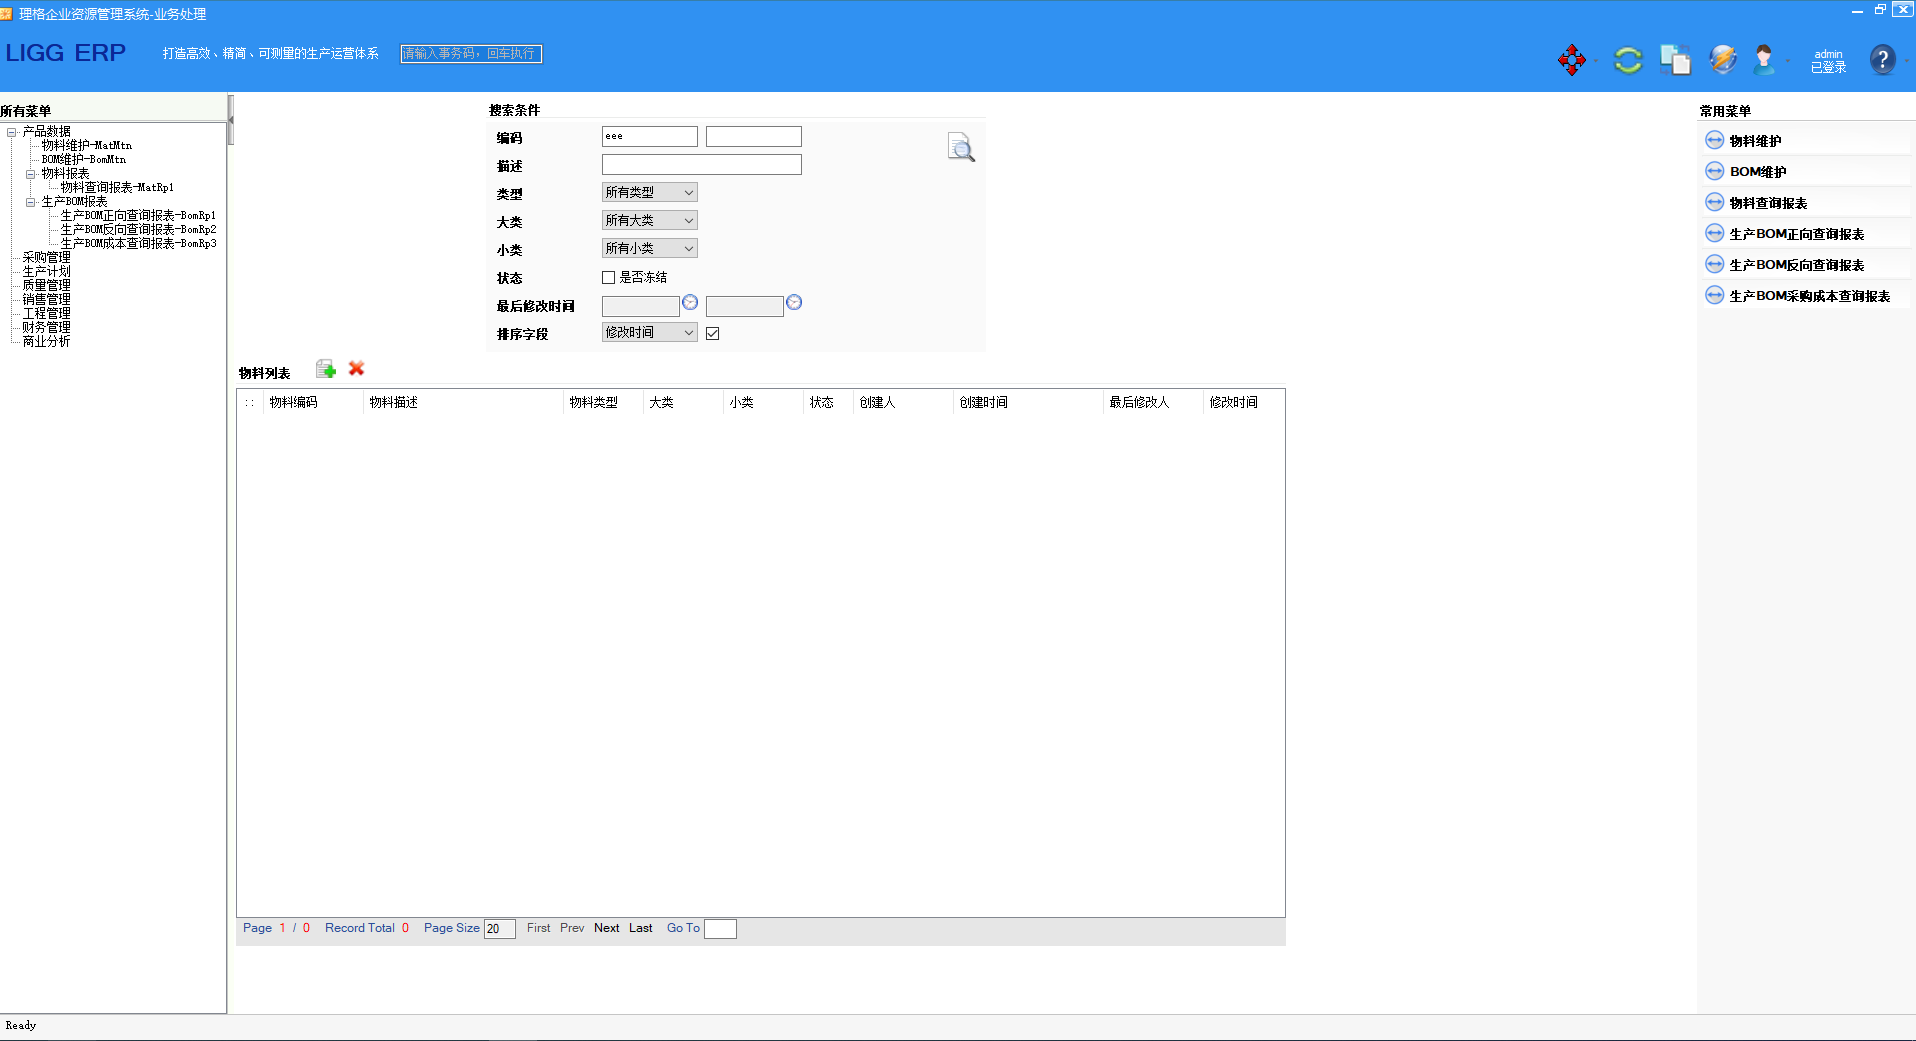 理格企业资源管理系统-业务处理
LIGG ERP
打造高效、精简、可测量的生产运营体系
请输入事务码，回车执行
admin
已登录
所有菜单
产品数据
物料维护-MatMtn
BOM维护-BomMtn
物料报表
物料查询报表-MatRp1
生产BOM报表
生产BOM正向查询报表-BomRp1
生产BOM反向查询报表-BomRp2
生产BOM成本查询报表-BomRp3
采购管理
生产计划
质量管理
销售管理
工程管理
财务管理
商业分析
搜索条件
编码 eee
描述
类型 所有类型
大类 所有大类
小类 所有小类
状态 是否冻结
最后修改时间
排序字段 修改时间
物料列表
:: 物料编码 物料描述 物料类型 大类 小类 状态 创建人 创建时间 最后修改人 修改时间
Page 1 / 0 Record Total 0 Page Size 20 First Prev Next Last Go To
常用菜单
物料维护
BOM维护
物料查询报表
生产BOM正向查询报表
生产BOM反向查询报表
生产BOM采购成本查询报表
Ready